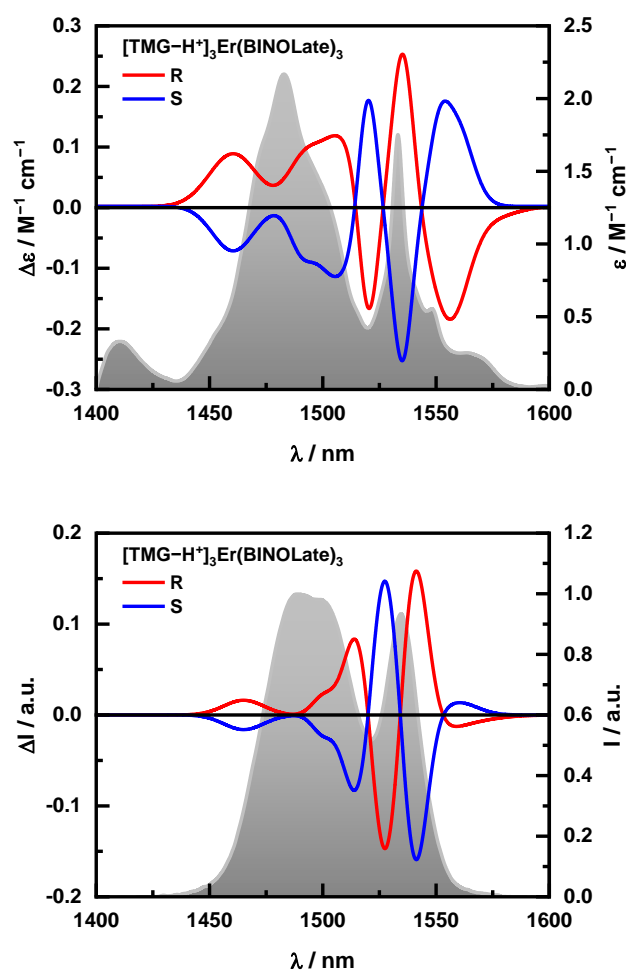 [TMG−H⁺]₃Er(BINOLate)₃
R
S
0.3
0.2
0.1
0.0
-0.1
-0.2
-0.3
Δε / M⁻¹ cm⁻¹
2.5
2.0
1.5
1.0
0.5
0.0
ε / M⁻¹ cm⁻¹
1400
1450
1500
1550
1600
λ / nm
[TMG−H⁺]₃Er(BINOLate)₃
R
S
0.2
0.1
0.0
-0.1
-0.2
ΔI / a.u.
1.2
1.0
0.8
0.6
0.4
0.2
0.0
I / a.u.
1400
1450
1500
1550
1600
λ / nm